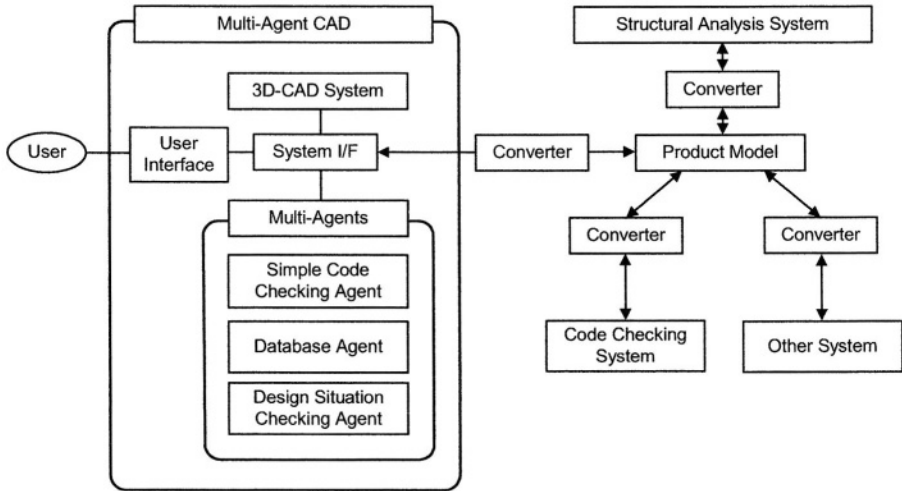 Multi-Agent CAD
Structural Analysis System
3D-CAD System
Converter
User
User
Interface
System I/F
Converter
Product Model
Multi-Agents
Converter
Converter
Simple Code
Checking Agent
Database Agent
Code Checking
System
Other System
Design Situation
Checking Agent